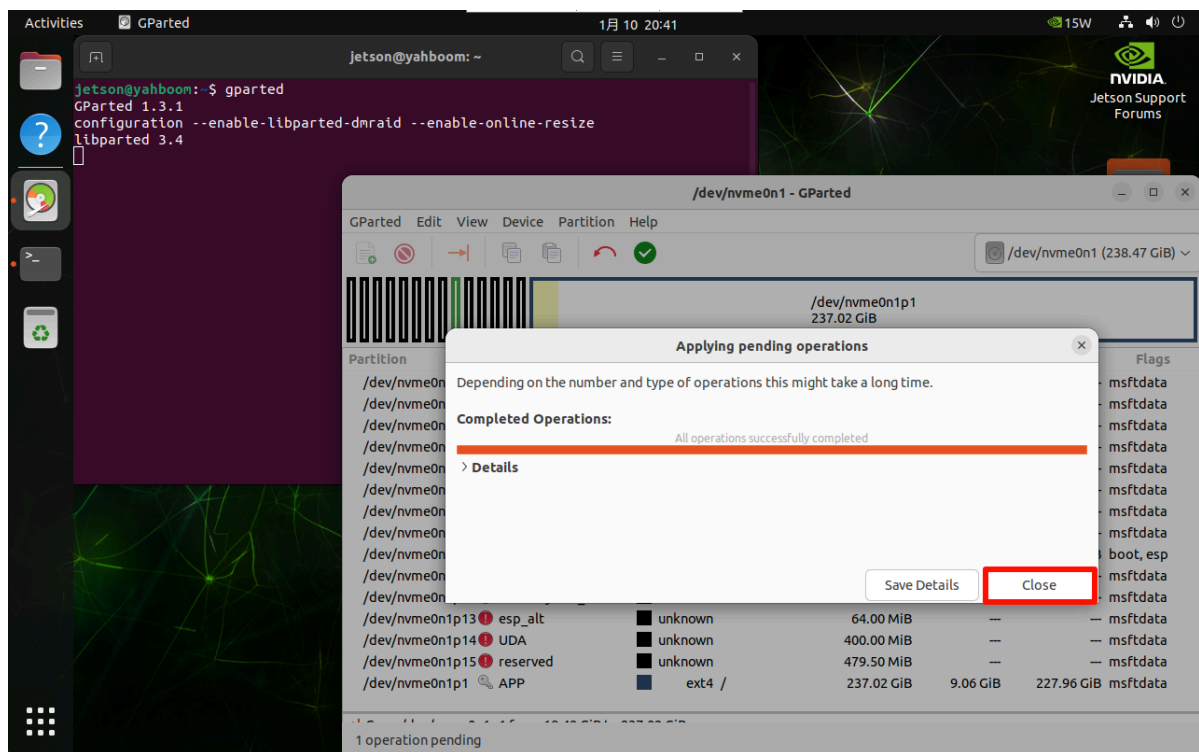 Activities GParted 1月 10 20:41 15W
jetson@yahboom: ~
jetson@yahboom:~$ gparted
GParted 1.3.1
configuration --enable-libparted-dmraid --enable-online-resize
libparted 3.4
NVIDIA.
Jetson Support
Forums
/dev/nvme0n1 - GParted
GParted Edit View Device Partition Help
/dev/nvme0n1 (238.47 GiB)
/dev/nvme0n1p1
237.02 GiB
Applying pending operations
Partition Flags
Depending on the number and type of operations this might take a long time.
Completed Operations:
All operations successfully completed
> Details
/dev/nvme0n msftdata
/dev/nvme0n msftdata
/dev/nvme0n msftdata
/dev/nvme0n msftdata
/dev/nvme0n msftdata
/dev/nvme0n msftdata
/dev/nvme0n msftdata
/dev/nvme0n msftdata
/dev/nvme0n boot, esp
/dev/nvme0n msftdata
/dev/nvme0n msftdata
Save Details Close
/dev/nvme0n1p13 esp_alt unknown 64.00 MiB --- --- msftdata
/dev/nvme0n1p14 UDA unknown 400.00 MiB --- --- msftdata
/dev/nvme0n1p15 reserved unknown 479.50 MiB --- --- msftdata
/dev/nvme0n1p1 APP ext4 / 237.02 GiB 9.06 GiB 227.96 GiB msftdata
1 operation pending